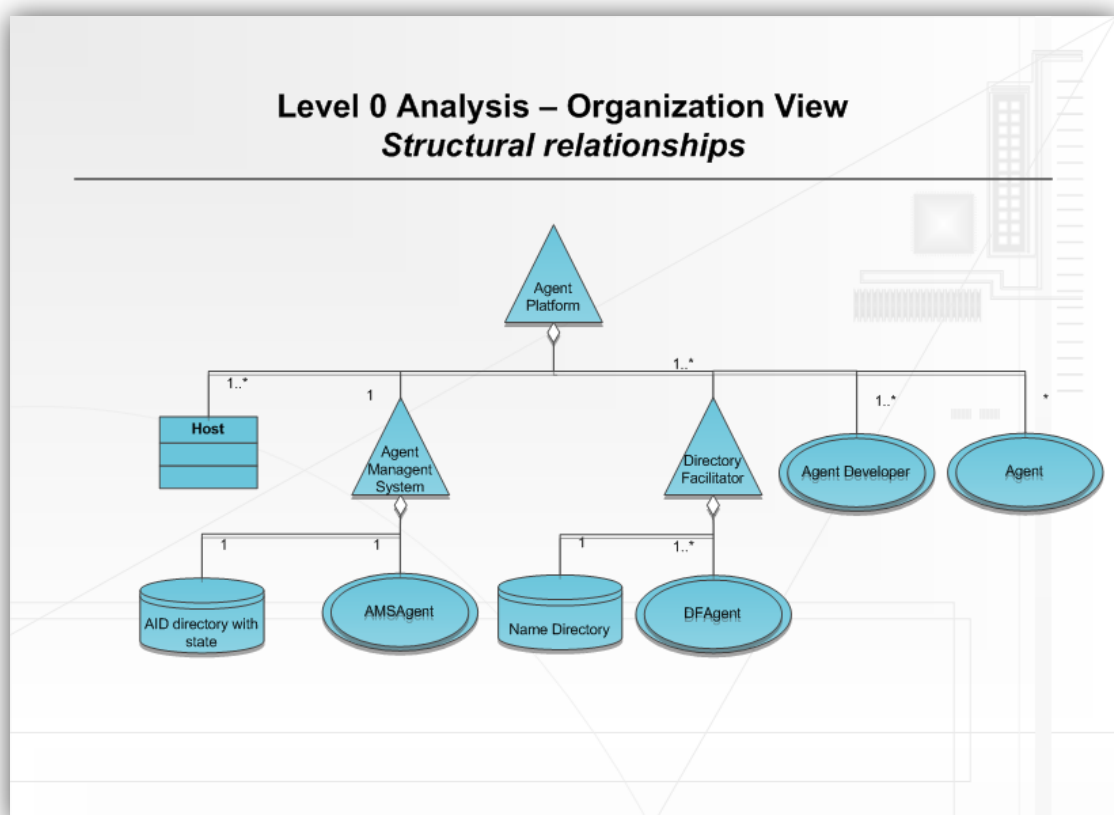 Level 0 Analysis – Organization View
Structural relationships
Agent
Platform
1..*
1
1..*
1..*
*
Host
Agent
Managent
System
Directory
Facilitator
Agent Developer
Agent
1
1
1
1..*
AID directory with
state
AMSAgent
Name Directory
DFAgent